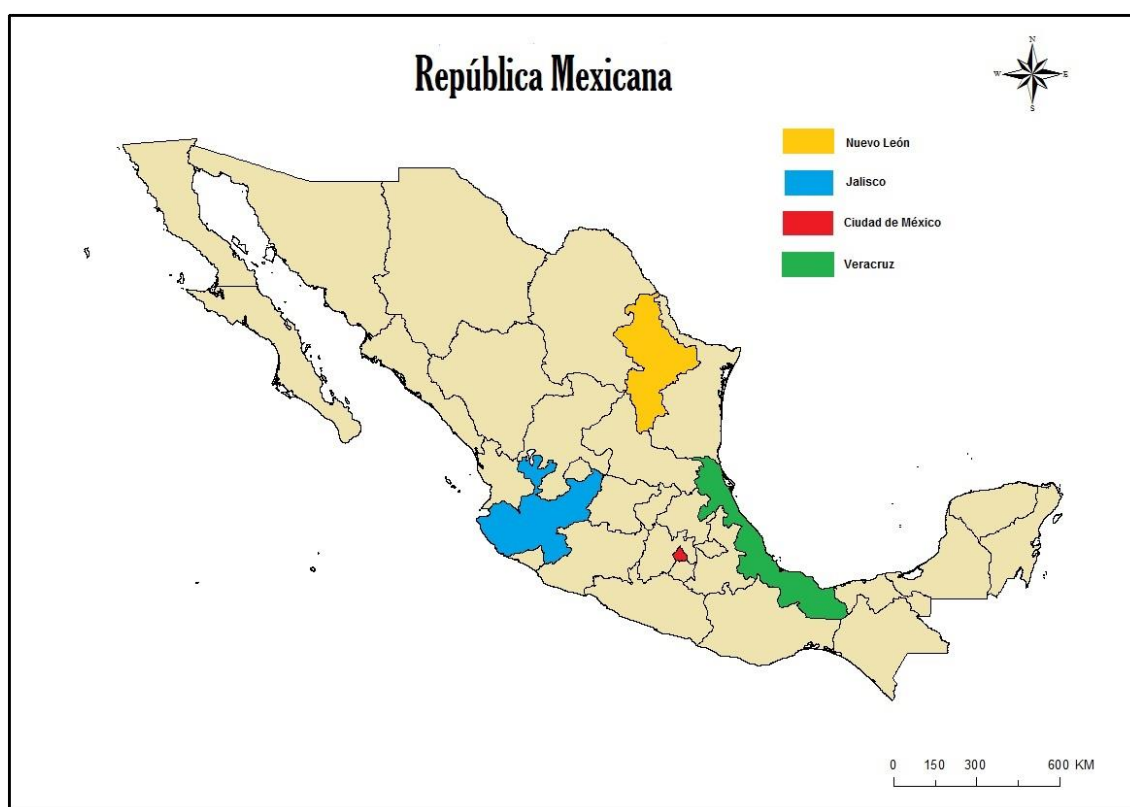 República Mexicana
N
W E
S
Nuevo León
Jalisco
Ciudad de México
Veracruz
0 150 300 600 KM